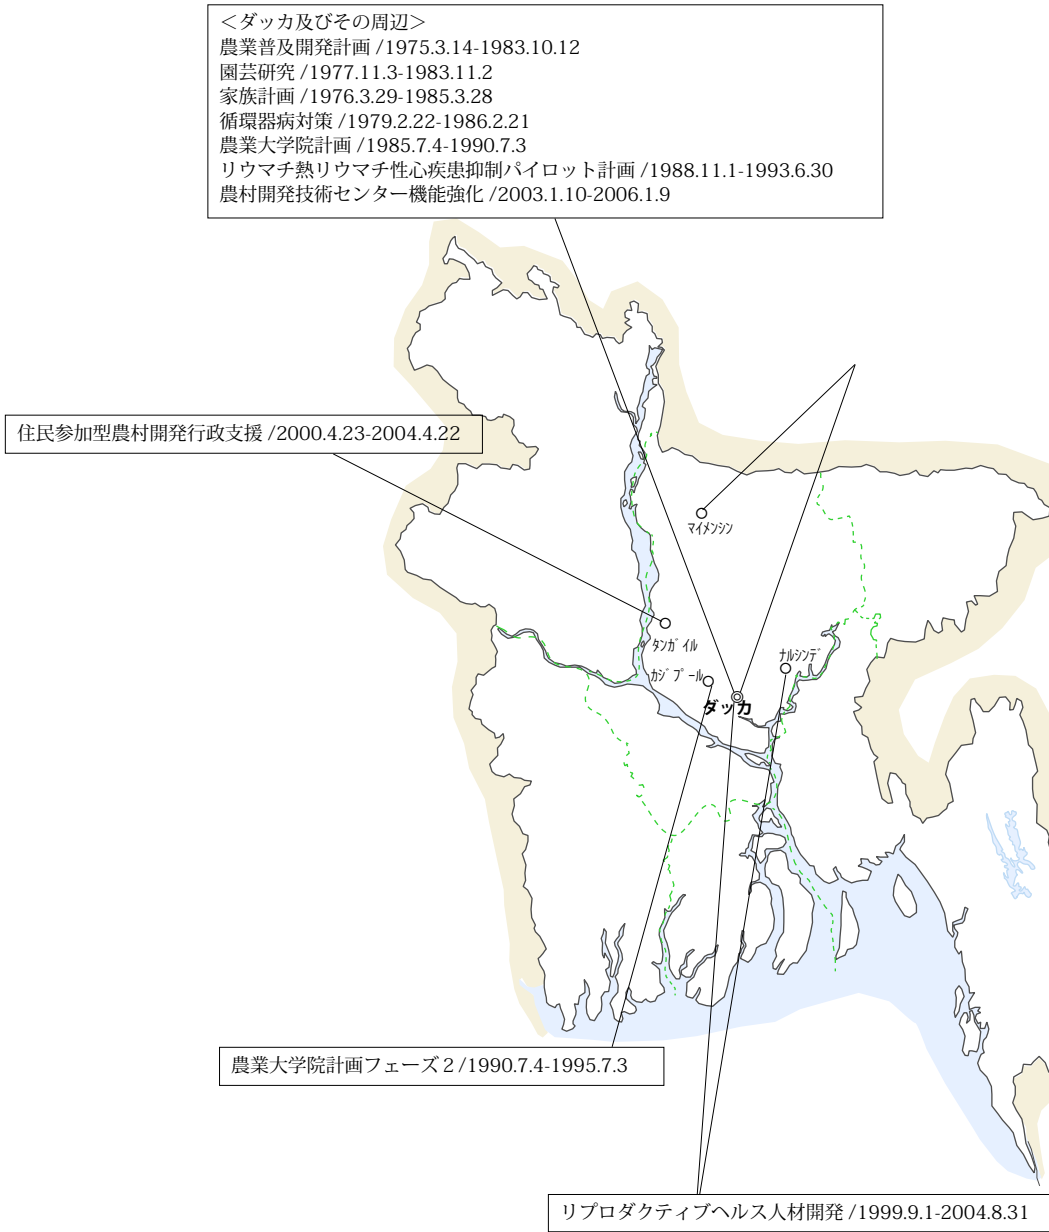 ＜ダッカ及びその周辺＞
農業普及開発計画 /1975.3.14-1983.10.12
園芸研究 /1977.11.3-1983.11.2
家族計画 /1976.3.29-1985.3.28
循環器病対策 /1979.2.22-1986.2.21
農業大学院計画 /1985.7.4-1990.7.3
リウマチ熱リウマチ性心疾患抑制パイロット計画 /1988.11.1-1993.6.30
農村開発技術センター機能強化 /2003.1.10-2006.1.9
住民参加型農村開発行政支援 /2000.4.23-2004.4.22
ﾏｲﾒﾝｼﾝ
ﾀﾝｶﾞｲﾙ
ｶｼﾞﾌﾟｰﾙ
ﾅﾙｼﾝﾃﾞ
ダッカ
農業大学院計画フェーズ 2 /1990.7.4-1995.7.3
リプロダクティブヘルス人材開発 /1999.9.1-2004.8.31